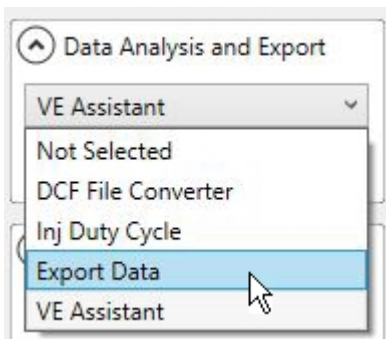 Data Analysis and Export
VE Assistant
Not Selected
DCF File Converter
Inj Duty Cycle
Export Data
VE Assistant